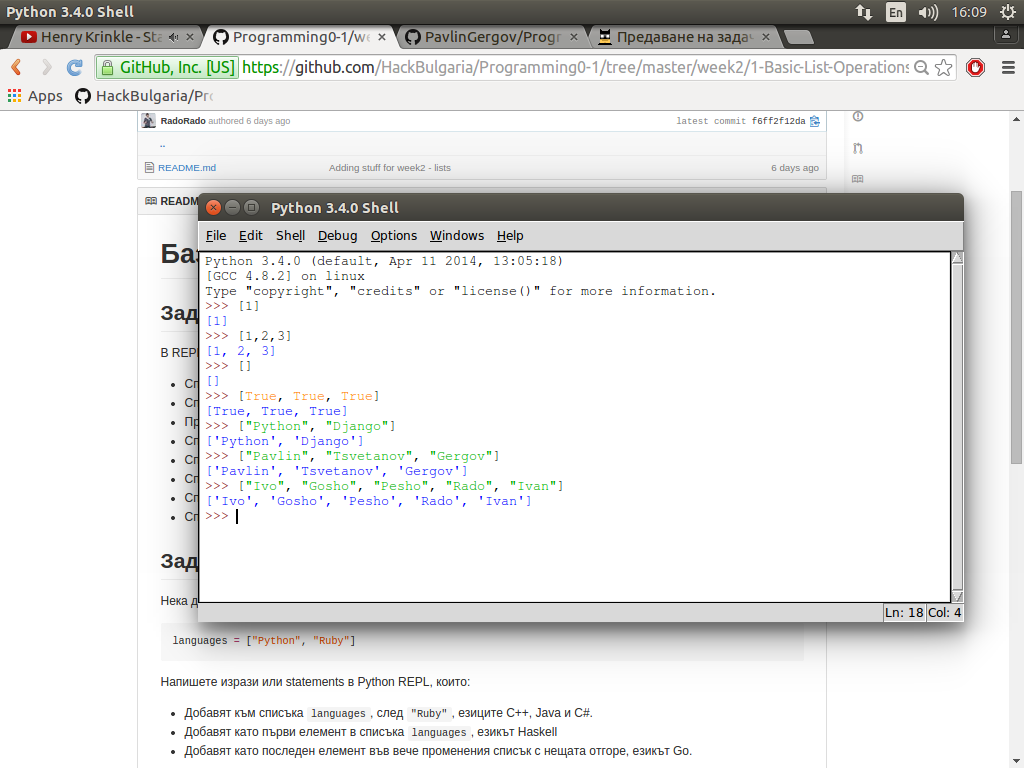 Python 3.4.0 Shell
En
16:09
Henry Krinkle - Sta
Programming0-1/we
PavlinGergov/Progr
Предаване на задач
GitHub, Inc. [US]
https://github.com/HackBulgaria/Programming0-1/tree/master/week2/1-Basic-List-Operations
Apps
HackBulgaria/Pro
RadoRado authored 6 days ago
latest commit f6ff2f12da
..
README.md
Adding stuff for week2 - lists
6 days ago
READM
Python 3.4.0 Shell
File Edit Shell Debug Options Windows Help
Python 3.4.0 (default, Apr 11 2014, 13:05:18)
[GCC 4.8.2] on linux
Type "copyright", "credits" or "license()" for more information.
>>> [1]
[1]
>>> [1,2,3]
[1, 2, 3]
>>> []
[]
>>> [True, True, True]
[True, True, True]
>>> ["Python", "Django"]
['Python', 'Django']
>>> ["Pavlin", "Tsvetanov", "Gergov"]
['Pavlin', 'Tsvetanov', 'Gergov']
>>> ["Ivo", "Gosho", "Pesho", "Rado", "Ivan"]
['Ivo', 'Gosho', 'Pesho', 'Rado', 'Ivan']
>>>
Ln: 18 Col: 4
Баз
Зад
В REPL
Сп
Сп
Пр
Сп
Сп
Сп
Сп
Сп
Зад
Нека д
languages = ["Python", "Ruby"]
Напишете изрази или statements в Python REPL, които:
Добавят към списъка languages, след "Ruby", езиците C++, Java и C#.
Добавят като първи елемент в списъка languages, езикът Haskell
Добавят като последен елемент във вече променения списък с нещата отгоре, езикът Go.